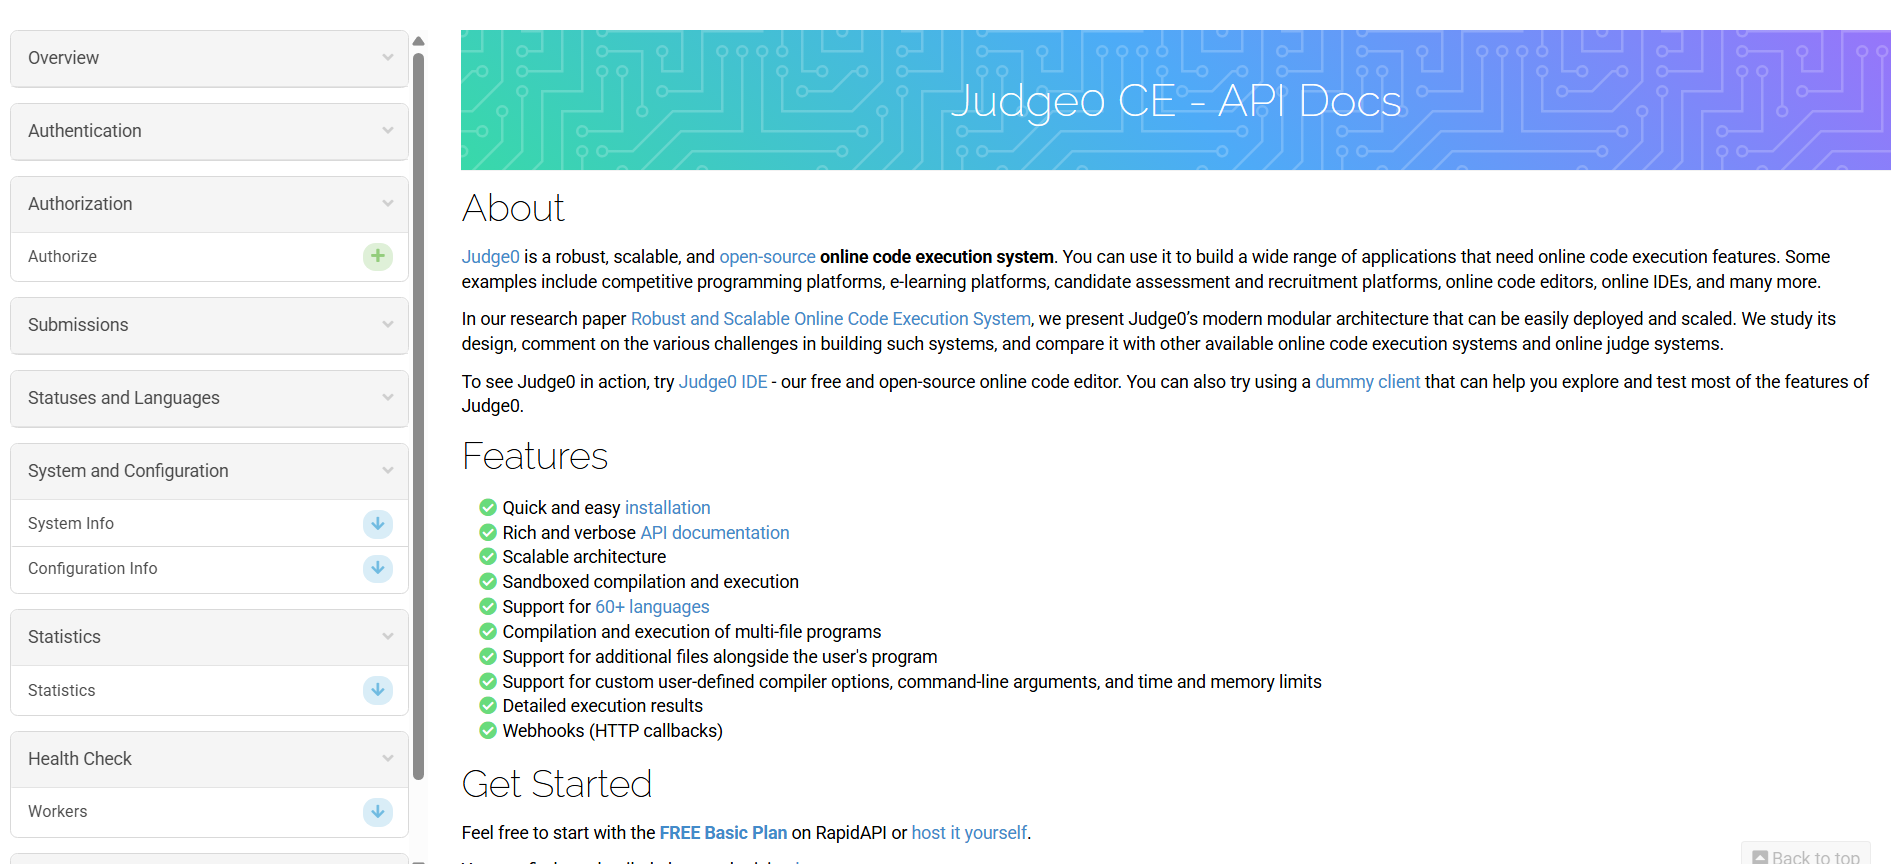 Overview
Authentication
Authorization
Authorize
Submissions
Statuses and Languages
System and Configuration
System Info
Configuration Info
Statistics
Statistics
Health Check
Workers
Judge0 CE - API Docs
About
Judge0 is a robust, scalable, and open-source online code execution system. You can use it to build a wide range of applications that need online code execution features. Some
examples include competitive programming platforms, e-learning platforms, candidate assessment and recruitment platforms, online code editors, online IDEs, and many more.
In our research paper Robust and Scalable Online Code Execution System, we present Judge0’s modern modular architecture that can be easily deployed and scaled. We study its
design, comment on the various challenges in building such systems, and compare it with other available online code execution systems and online judge systems.
To see Judge0 in action, try Judge0 IDE - our free and open-source online code editor. You can also try using a dummy client that can help you explore and test most of the features of
Judge0.
Features
Quick and easy installation
Rich and verbose API documentation
Scalable architecture
Sandboxed compilation and execution
Support for 60+ languages
Compilation and execution of multi-file programs
Support for additional files alongside the user's program
Support for custom user-defined compiler options, command-line arguments, and time and memory limits
Detailed execution results
Webhooks (HTTP callbacks)
Get Started
Feel free to start with the FREE Basic Plan on RapidAPI or host it yourself.
Back to top